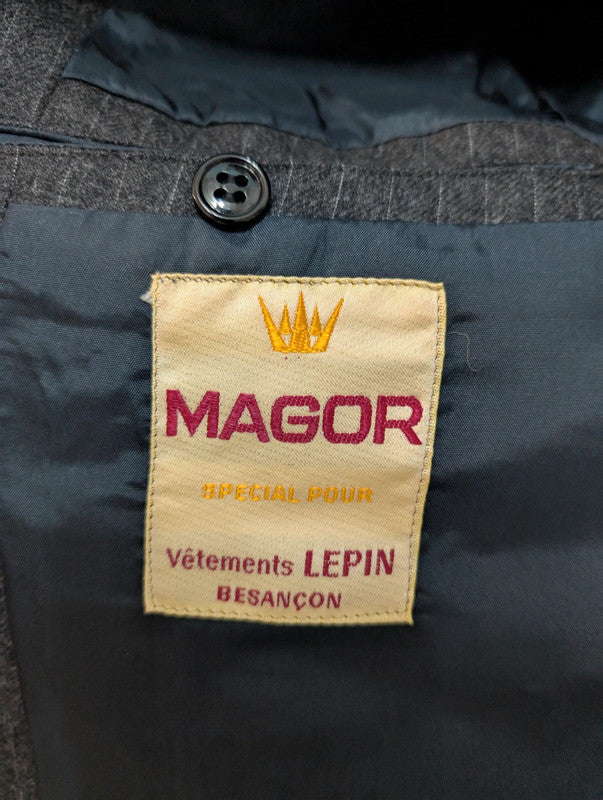 MAGOR
SPECIAL POUR
Vêtements LEPIN
BESANÇON